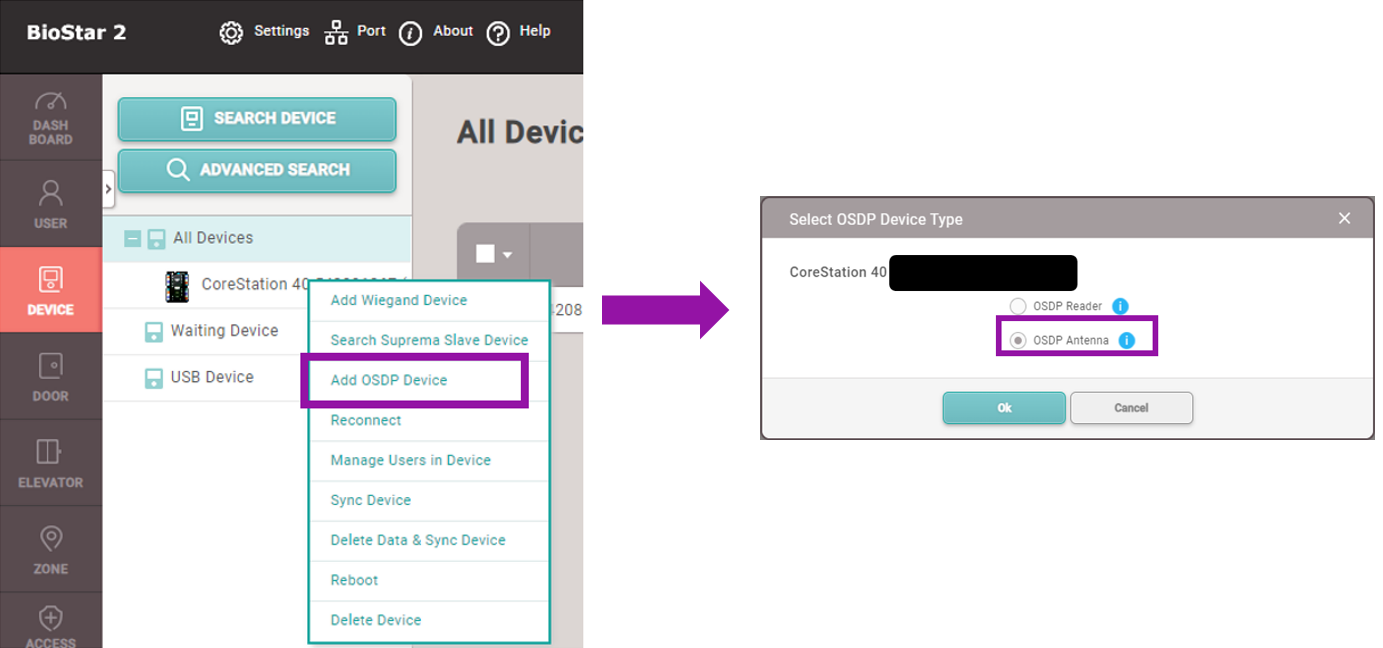 BioStar 2
Settings
Port
About
Help
DASH
BOARD
USER
DEVICE
DOOR
ELEVATOR
ZONE
ACCESS
SEARCH DEVICE
ADVANCED SEARCH
All Devices
CoreStation 40
Waiting Device
USB Device
All Devic
4208
Add Wiegand Device
Search Suprema Slave Device
Add OSDP Device
Reconnect
Manage Users in Device
Sync Device
Delete Data & Sync Device
Reboot
Delete Device
Select OSDP Device Type
CoreStation 40
OSDP Reader
OSDP Antenna
Ok
Cancel